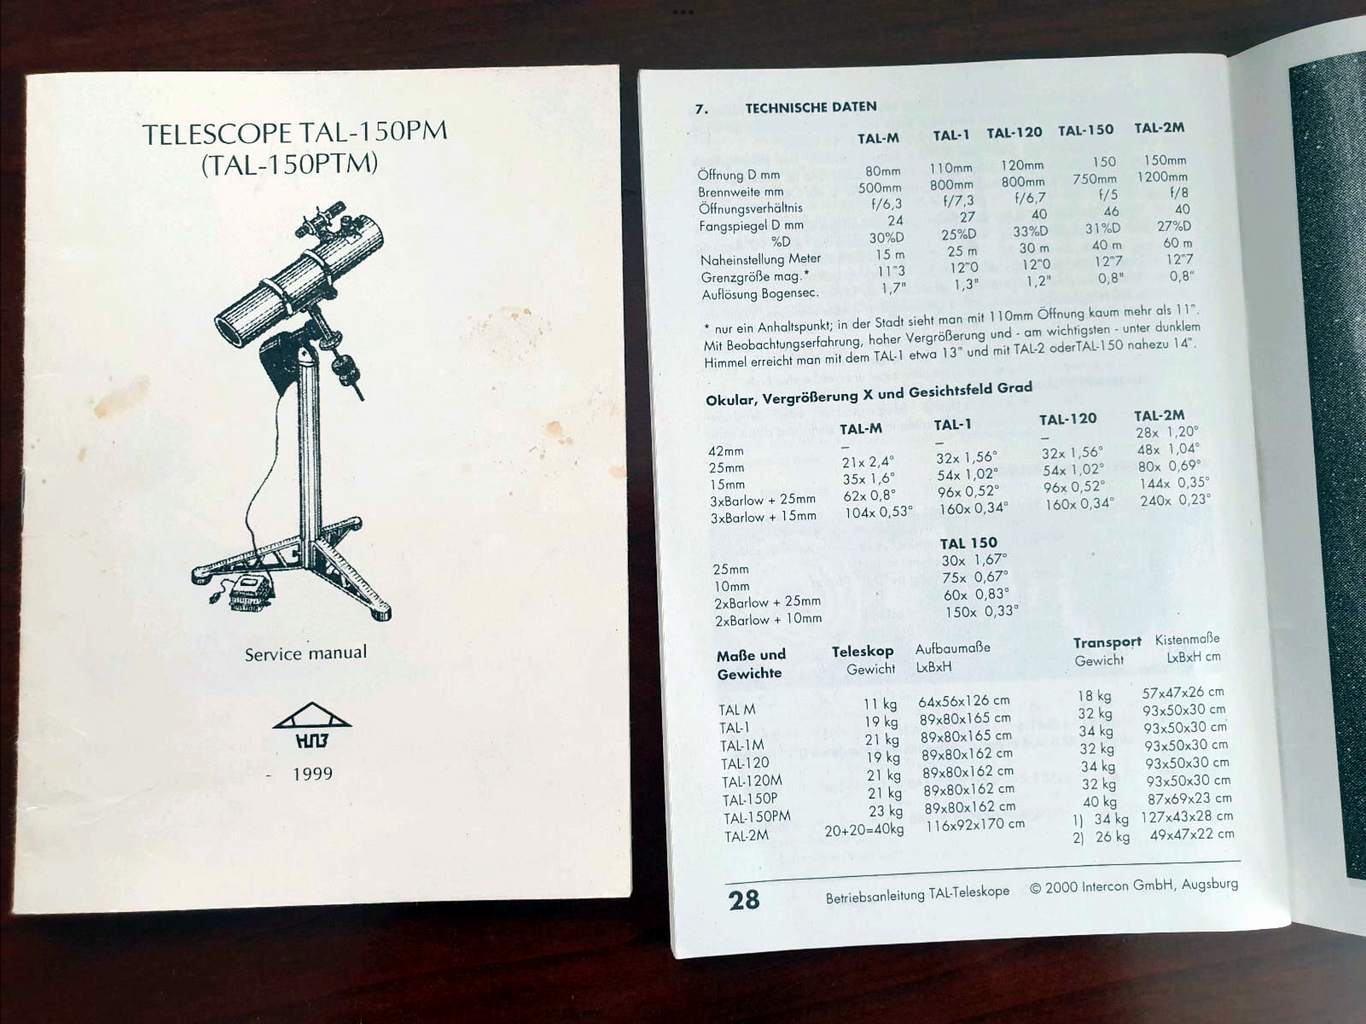 TELESCOPE TAL-150PM
(TAL-150PTM)
Service manual
НПЗ
- 1999
7. TECHNISCHE DATEN
TAL-M TAL-1 TAL-120 TAL-150 TAL-2M
Öffnung D mm 80mm 110mm 120mm 150 150mm
Brennweite mm 500mm 800mm 800mm 750mm 1200mm
Öffnungsverhältnis f/6,3 f/7,3 f/6,7 f/5 f/8
Fangspiegel D mm 24 27 40 46 40
%D 30%D 25%D 33%D 31%D 27%D
Naheinstellung Meter 15 m 25 m 30 m 40 m 60 m
Grenzgröße mag.* 11"3 12"0 12"0 12"7 12"7
Auflösung Bogensec. 1,7" 1,3" 1,2" 0,8" 0,8"
* nur ein Anhaltspunkt; in der Stadt sieht man mit 110mm Öffnung kaum mehr als 11".
Mit Beobachtungserfahrung, hoher Vergrößerung und - am wichtigsten - unter dunklem
Himmel erreicht man mit dem TAL-1 etwa 13" und mit TAL-2 oderTAL-150 nahezu 14".
Okular, Vergrößerung X und Gesichtsfeld Grad
TAL-M TAL-1 TAL-120 TAL-2M
42mm – – – 28x 1,20°
25mm 21x 2,4° 32x 1,56° 32x 1,56° 48x 1,04°
15mm 35x 1,6° 54x 1,02° 54x 1,02° 80x 0,69°
3xBarlow + 25mm 62x 0,8° 96x 0,52° 96x 0,52° 144x 0,35°
3xBarlow + 15mm 104x 0,53° 160x 0,34° 160x 0,34° 240x 0,23°
TAL 150
25mm 30x 1,67°
10mm 75x 0,67°
2xBarlow + 25mm 60x 0,83°
2xBarlow + 10mm 150x 0,33°
Maße und Teleskop Aufbaumaße Transport Kistenmaße
Gewichte Gewicht LxBxH Gewicht LxBxH cm
TAL M 11 kg 64x56x126 cm 18 kg 57x47x26 cm
TAL-1 19 kg 89x80x165 cm 32 kg 93x50x30 cm
TAL-1M 21 kg 89x80x165 cm 34 kg 93x50x30 cm
TAL-120 19 kg 89x80x162 cm 32 kg 93x50x30 cm
TAL-120M 21 kg 89x80x162 cm 34 kg 93x50x30 cm
TAL-150P 21 kg 89x80x162 cm 32 kg 93x50x30 cm
TAL-150PM 23 kg 89x80x162 cm 40 kg 87x69x23 cm
TAL-2M 20+20=40kg 116x92x170 cm 1) 34 kg 127x43x28 cm
2) 26 kg 49x47x22 cm
28 Betriebsanleitung TAL-Teleskope © 2000 Intercon GmbH, Augsburg